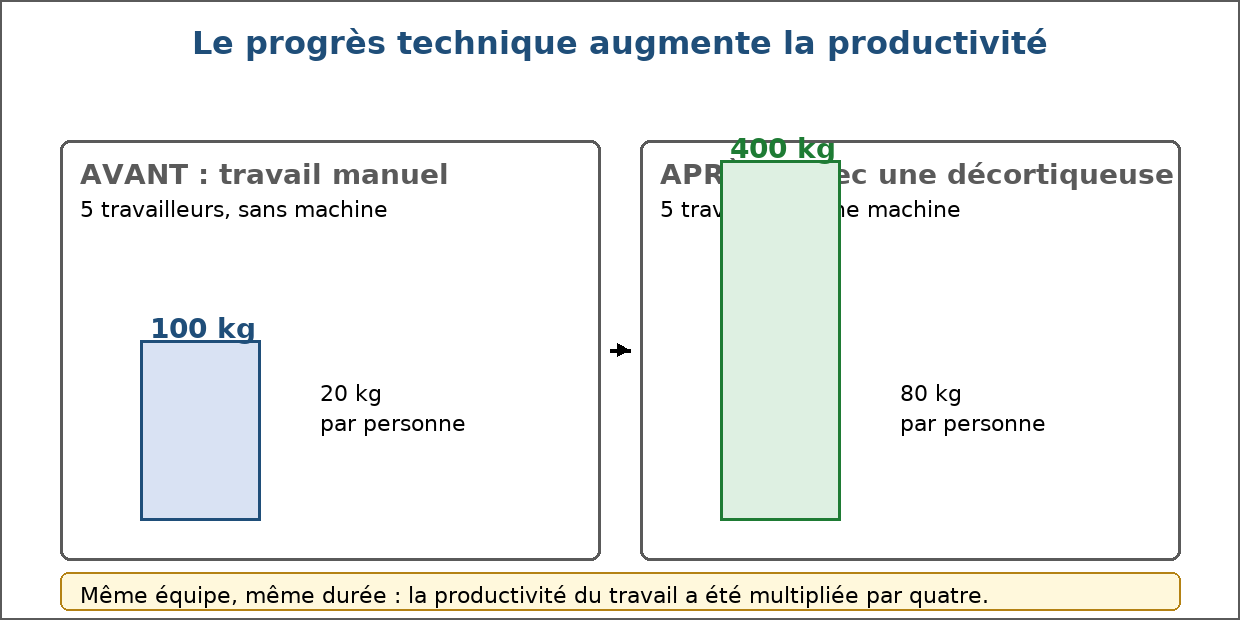 Le progrès technique augmente la productivité
AVANT : travail manuel
5 travailleurs, sans machine
100 kg
20 kg
par personne
400 kg
une décortiqueuse
5 machine
80 kg
par personne
Même équipe, même durée : la productivité du travail a été multipliée par quatre.